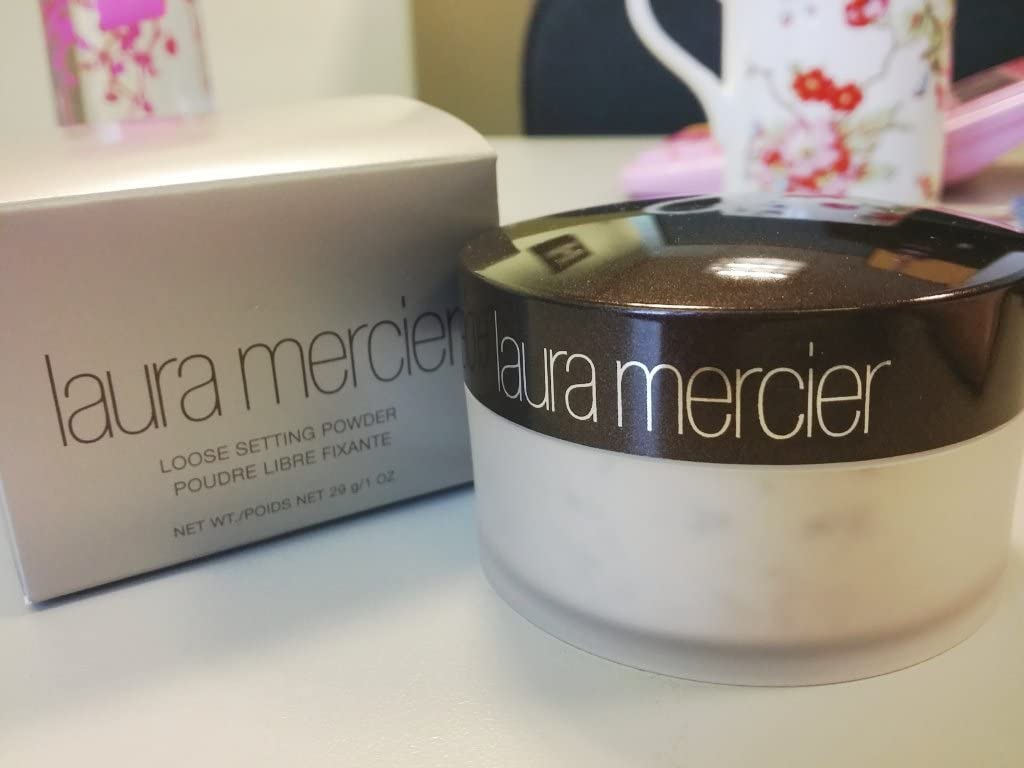 laura mercier
LOOSE SETTING POWDER
POUDRE LIBRE FIXANTE
NET WT./POIDS NET 29 g/1 OZ
laura mercier